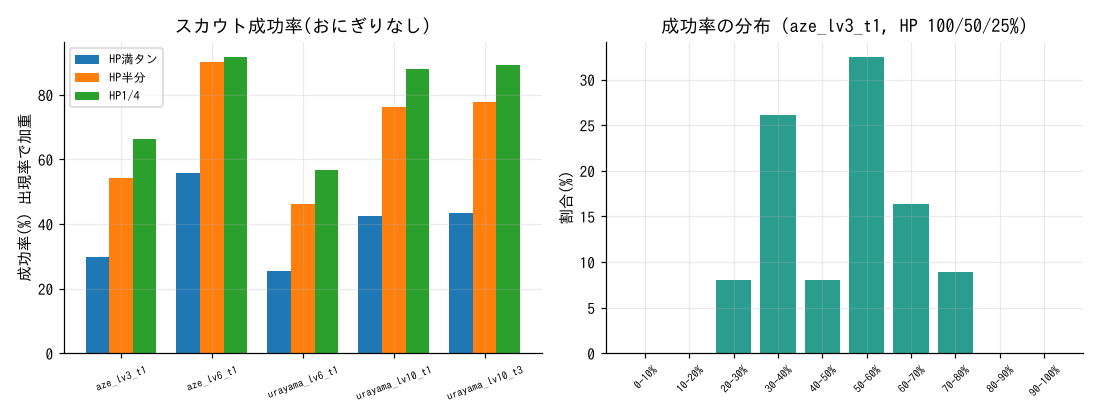 スカウト成功率(おにぎりなし)
HP満タン
HP半分
HP1/4
成功率(%) 出現率で加重
80
60
40
20
0
aze_lv3_t1
aze_lv6_t1
urayama_lv6_t1
urayama_lv10_t1
urayama_lv10_t3
成功率の分布 (aze_lv3_t1, HP 100/50/25%)
割合(%)
30
25
20
15
10
5
0
0-10%
10-20%
20-30%
30-40%
40-50%
50-60%
60-70%
70-80%
80-90%
90-100%